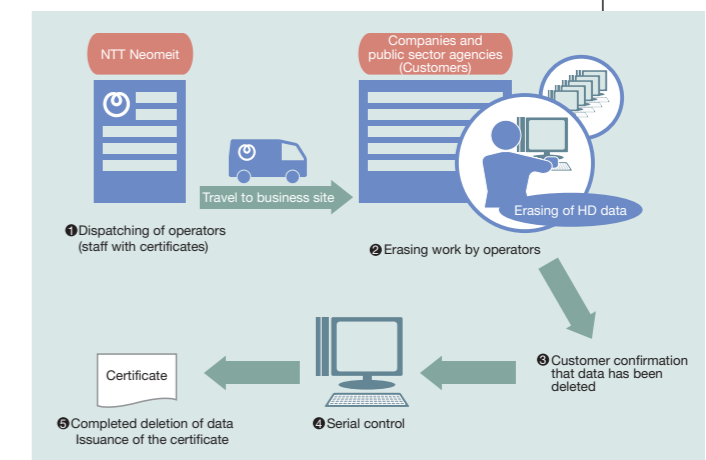 NTT Neomeit
Companies and
public sector agencies
(Customers)
Travel to business site
Erasing of HD data
❶Dispatching of operators
(staff with certificates)
❷Erasing work by operators
❸Customer confirmation
that data has been
deleted
❹Serial control
Certificate
❺Completed deletion of data
Issuance of the certificate